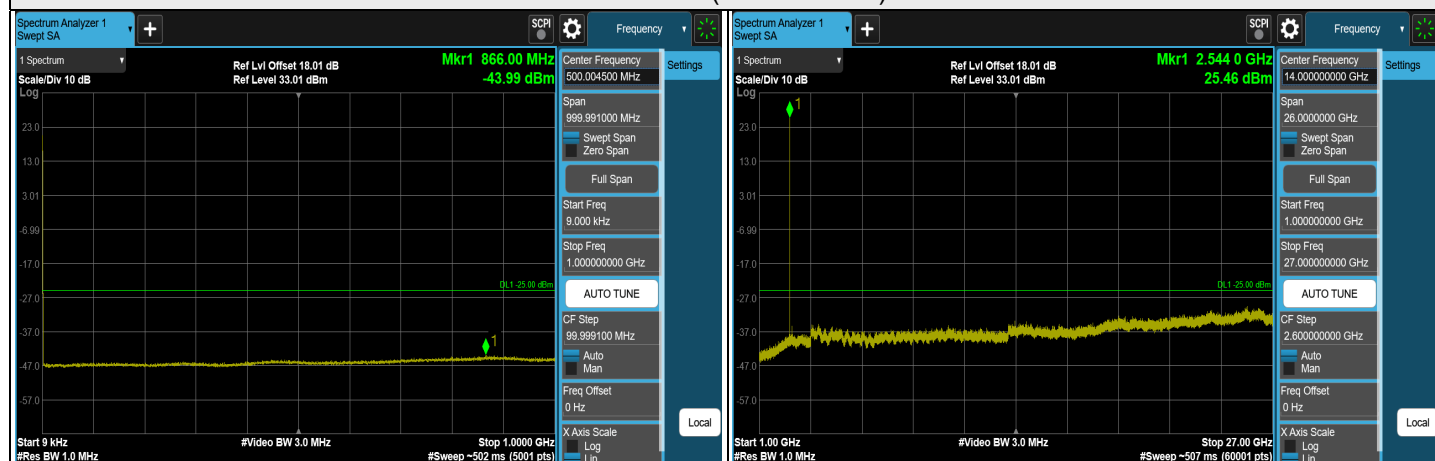 Spectrum Analyzer 1
Swept SA
SCPI
Frequency
1 Spectrum
Scale/Div 10 dB
Log
Ref Lvl Offset 18.01 dB
Ref Level 33.01 dBm
Mkr1 866.00 MHz
-43.99 dBm
23.0
13.0
3.01
-6.99
-17.0
-27.0
-37.0
-47.0
-57.0
DL1 -25.00 dBm
1
Start 9 kHz
#Res BW 1.0 MHz
#Video BW 3.0 MHz
Stop 1.0000 GHz
#Sweep ~502 ms (5001 pts)
Center Frequency
500.004500 MHz
Settings
Span
999.991000 MHz
Swept Span
Zero Span
Full Span
Start Freq
9.000 kHz
Stop Freq
1.000000000 GHz
AUTO TUNE
CF Step
99.999100 MHz
Auto
Man
Freq Offset
0 Hz
X Axis Scale
Log
Lin
Local
Spectrum Analyzer 1
Swept SA
SCPI
Frequency
1 Spectrum
Scale/Div 10 dB
Log
Ref Lvl Offset 18.01 dB
Ref Level 33.01 dBm
Mkr1 2.544 0 GHz
25.46 dBm
1
23.0
13.0
3.01
-6.99
-17.0
-27.0
-37.0
-47.0
-57.0
DL1 -25.00 dBm
Start 1.00 GHz
#Res BW 1.0 MHz
#Video BW 3.0 MHz
Stop 27.00 GHz
#Sweep ~507 ms (60001 pts)
Center Frequency
14.000000000 GHz
Settings
Span
26.0000000 GHz
Swept Span
Zero Span
Full Span
Start Freq
1.000000000 GHz
Stop Freq
27.000000000 GHz
AUTO TUNE
CF Step
2.600000000 GHz
Auto
Man
Freq Offset
0 Hz
X Axis Scale
Log
Lin
Local